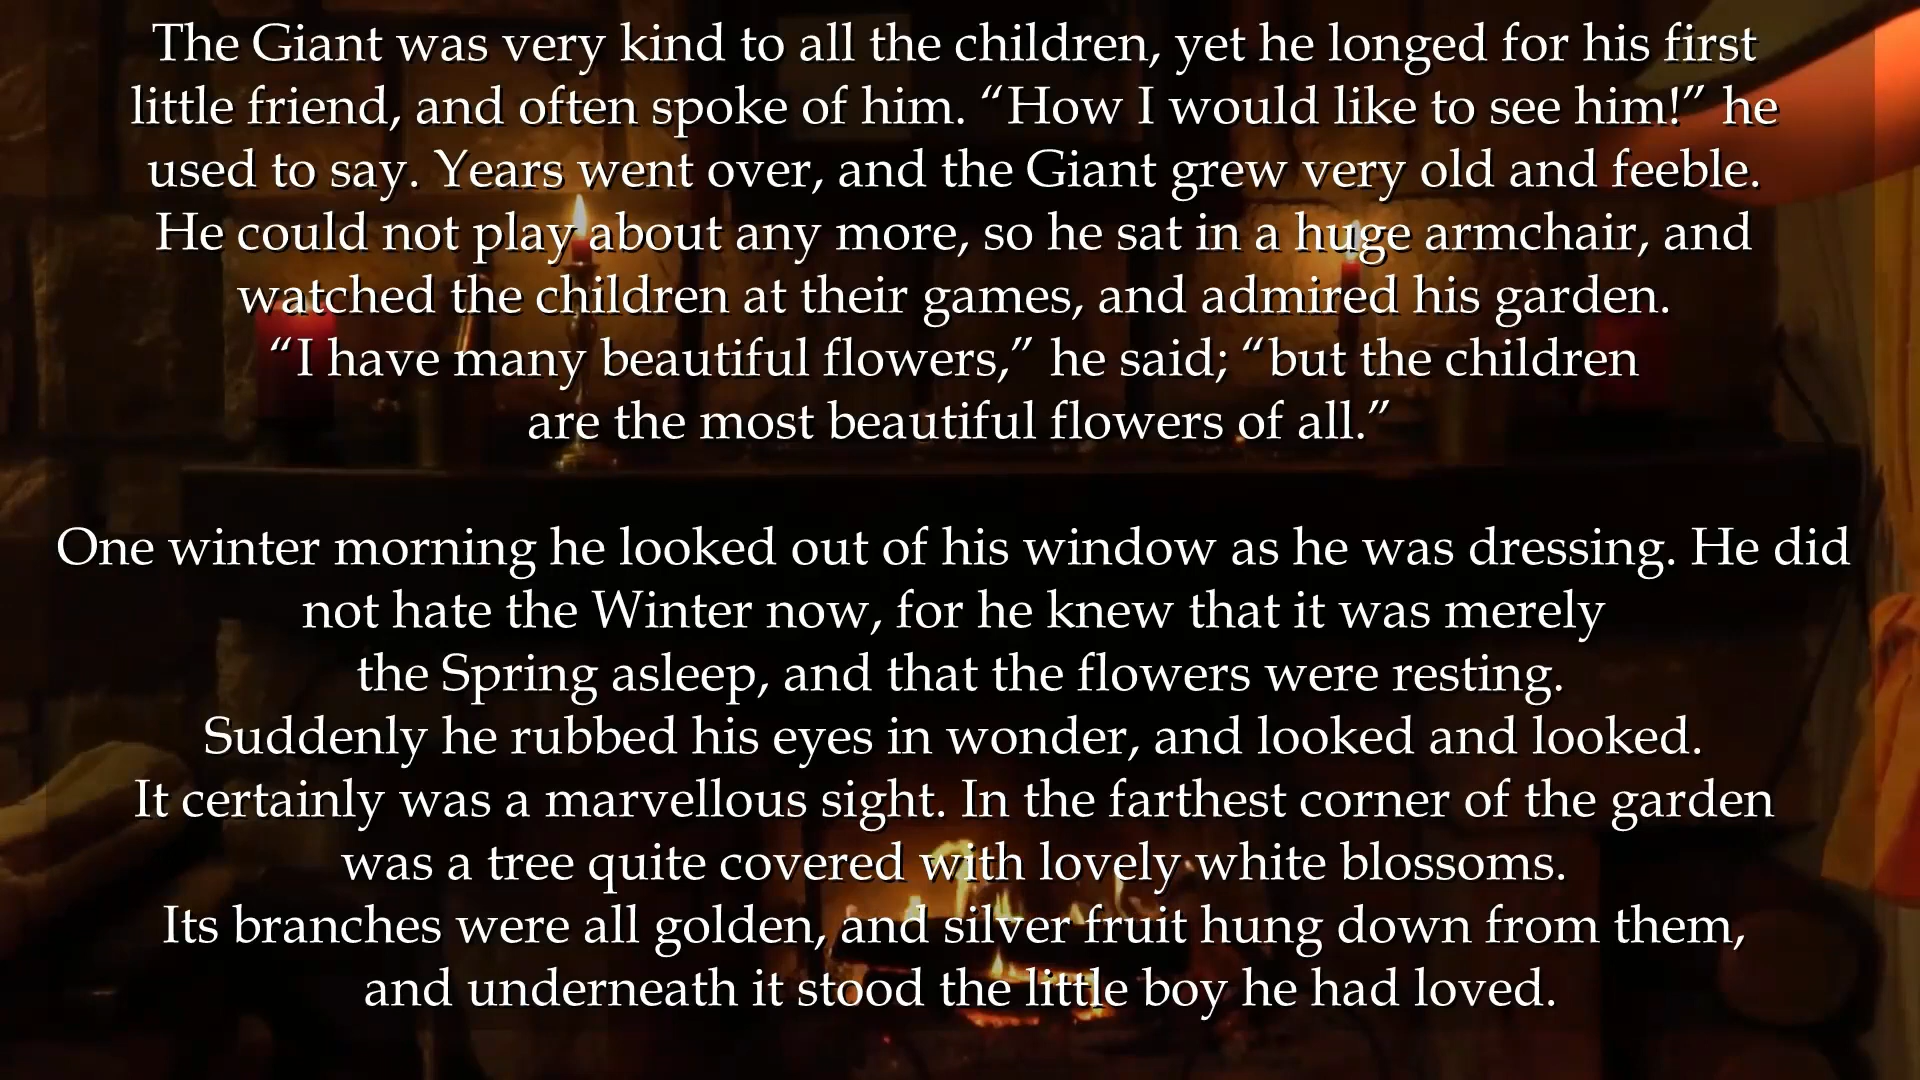 The Giant was very kind to all the children, yet he longed for his first
little friend, and often spoke of him. “How I would like to see him!” he
used to say. Years went over, and the Giant grew very old and feeble.
He could not play about any more, so he sat in a huge armchair, and
watched the children at their games, and admired his garden.
“I have many beautiful flowers,” he said; “but the children
are the most beautiful flowers of all.”
One winter morning he looked out of his window as he was dressing. He did
not hate the Winter now, for he knew that it was merely
the Spring asleep, and that the flowers were resting.
Suddenly he rubbed his eyes in wonder, and looked and looked.
It certainly was a marvellous sight. In the farthest corner of the garden
was a tree quite covered with lovely white blossoms.
Its branches were all golden, and silver fruit hung down from them,
and underneath it stood the little boy he had loved.